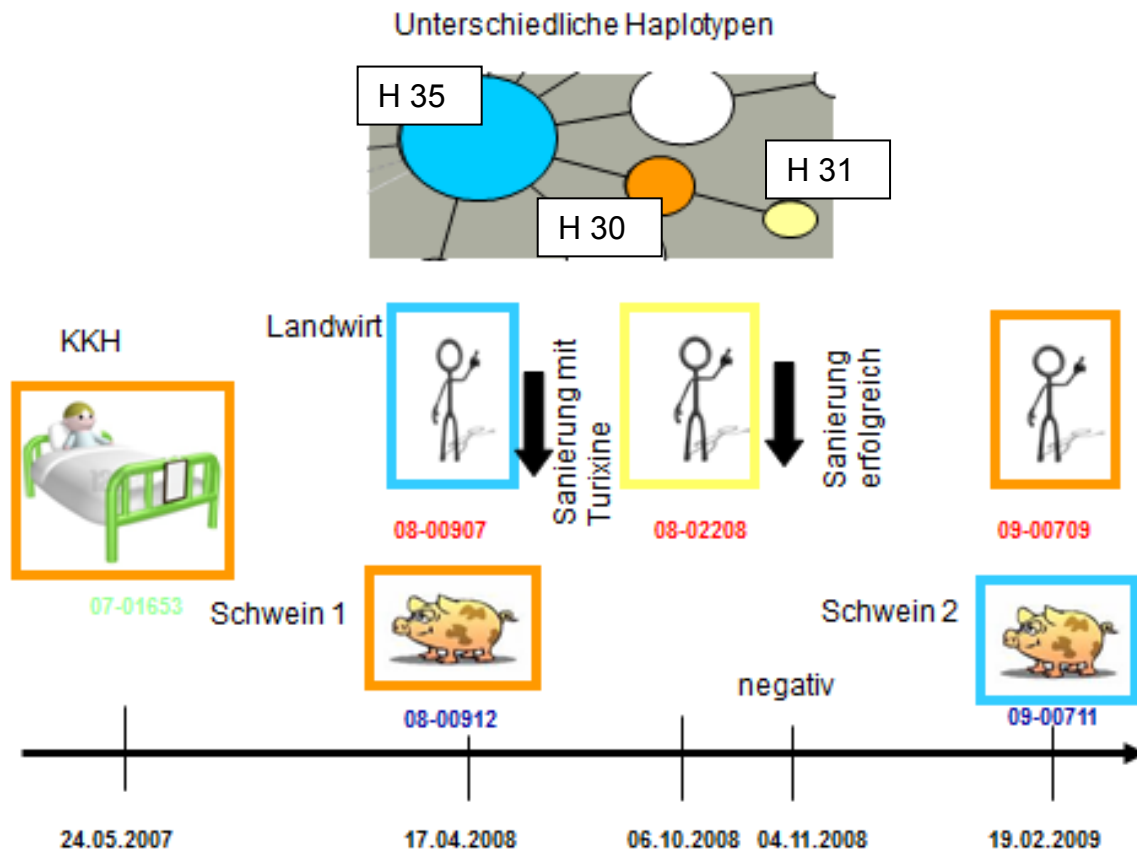 Unterschiedliche Haplotypen
H 35
H 31
H 30
KKH
Landwirt
Sanierung mit
Turixine
Sanierung
erfolgreich
07-01653
08-00907
08-02208
09-00709
Schwein 1
Schwein 2
08-00912
negativ
09-00711
24.05.2007
17.04.2008
06.10.2008
04.11.2008
19.02.2009